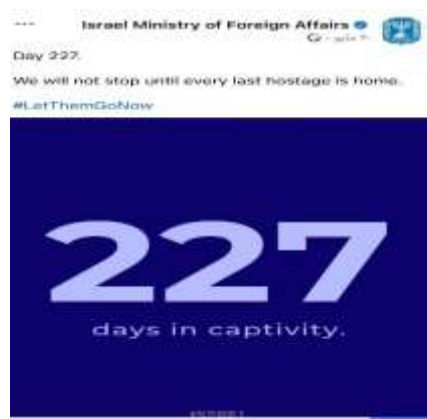 Israel Ministry of Foreign Affairs
Day 227.
We will not stop until every last hostage is home.
#LetThemGoNow
227
days in captivity.